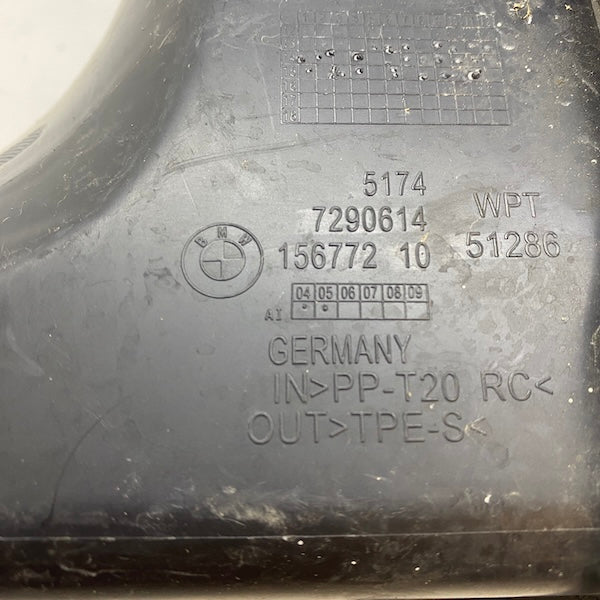 5174
7290614
156772 10
WPT
51286
BMW
04 05 06 07 08 09
AI
GERMANY
IN>PP-T20 RC<
OUT>TPE-S<